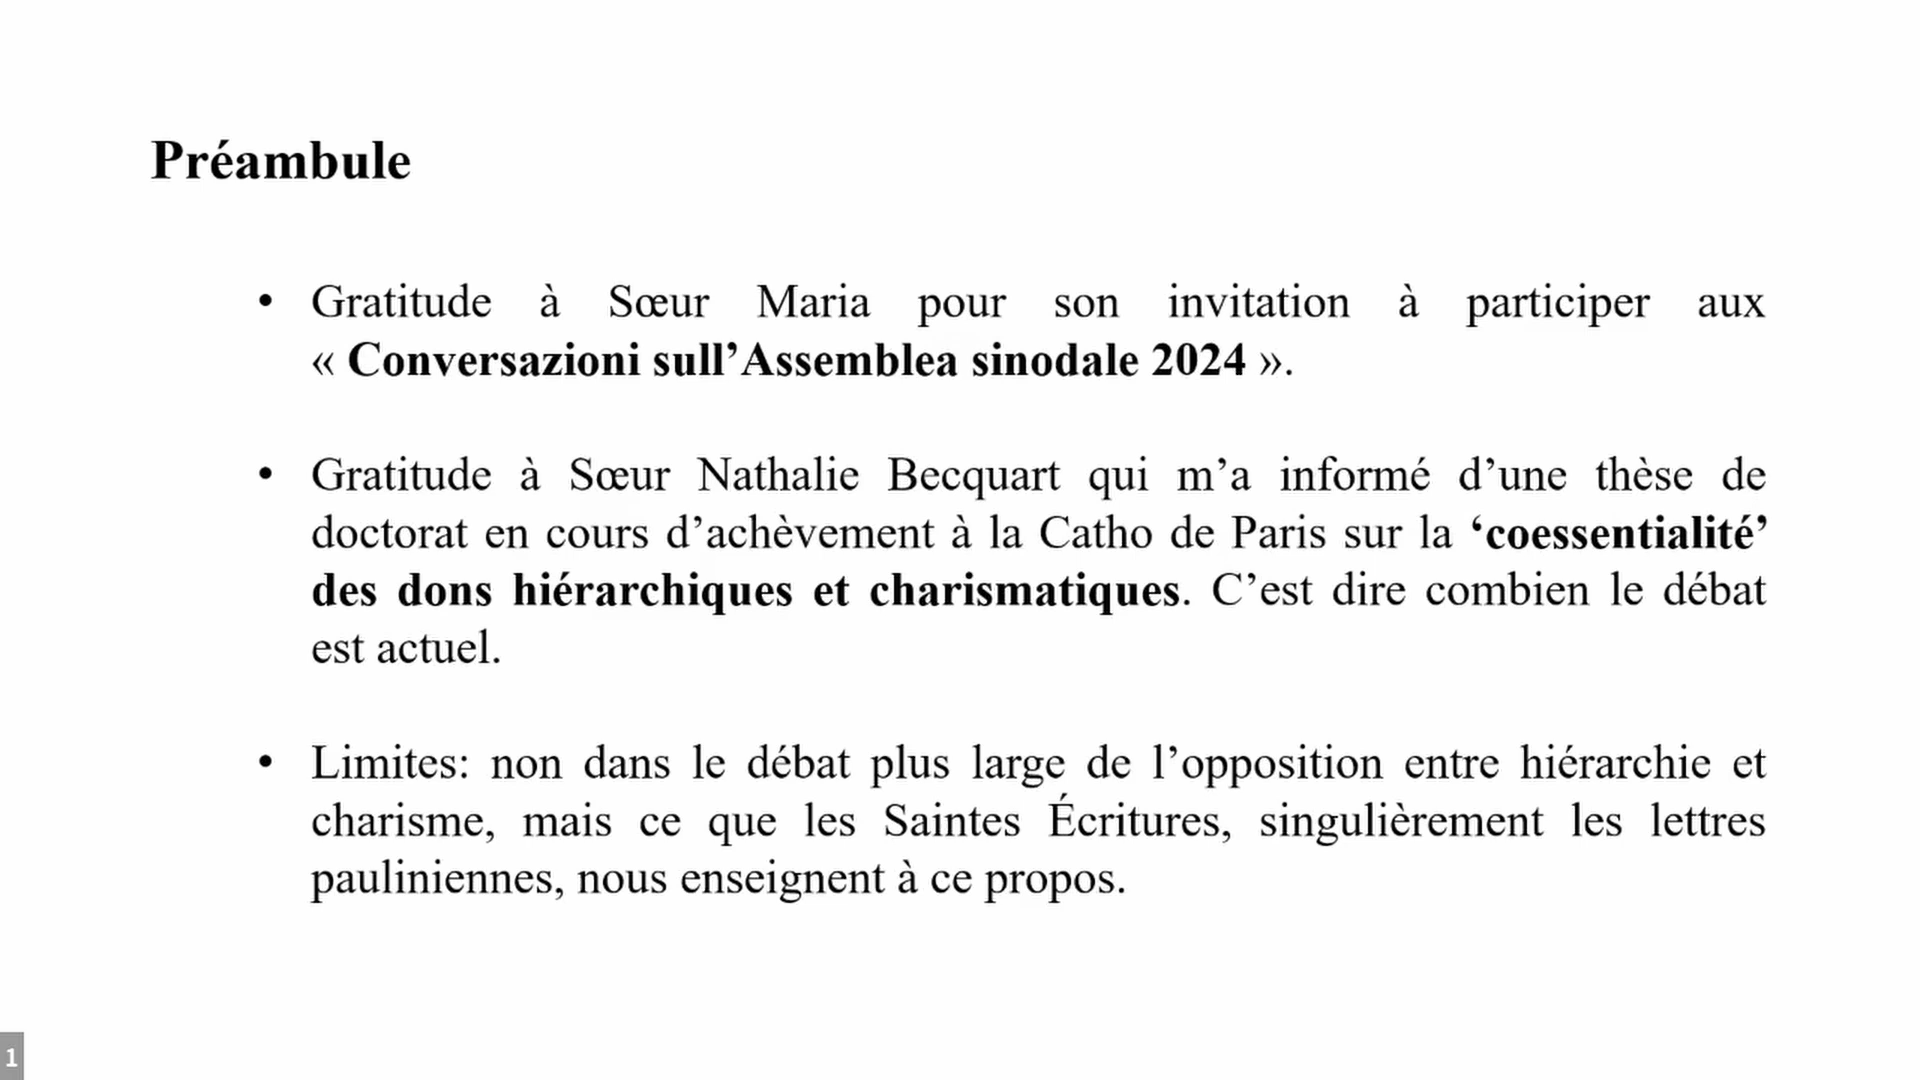 Préambule
• Gratitude à Sœur Maria pour son invitation à participer aux
« Conversazioni sull’Assemblea sinodale 2024 ».
• Gratitude à Sœur Nathalie Becquart qui m’a informé d’une thèse de
doctorat en cours d’achèvement à la Catho de Paris sur la ‘coessentialité’
des dons hiérarchiques et charismatiques. C’est dire combien le débat
est actuel.
• Limites: non dans le débat plus large de l’opposition entre hiérarchie et
charisme, mais ce que les Saintes Écritures, singulièrement les lettres
pauliniennes, nous enseignent à ce propos.
1